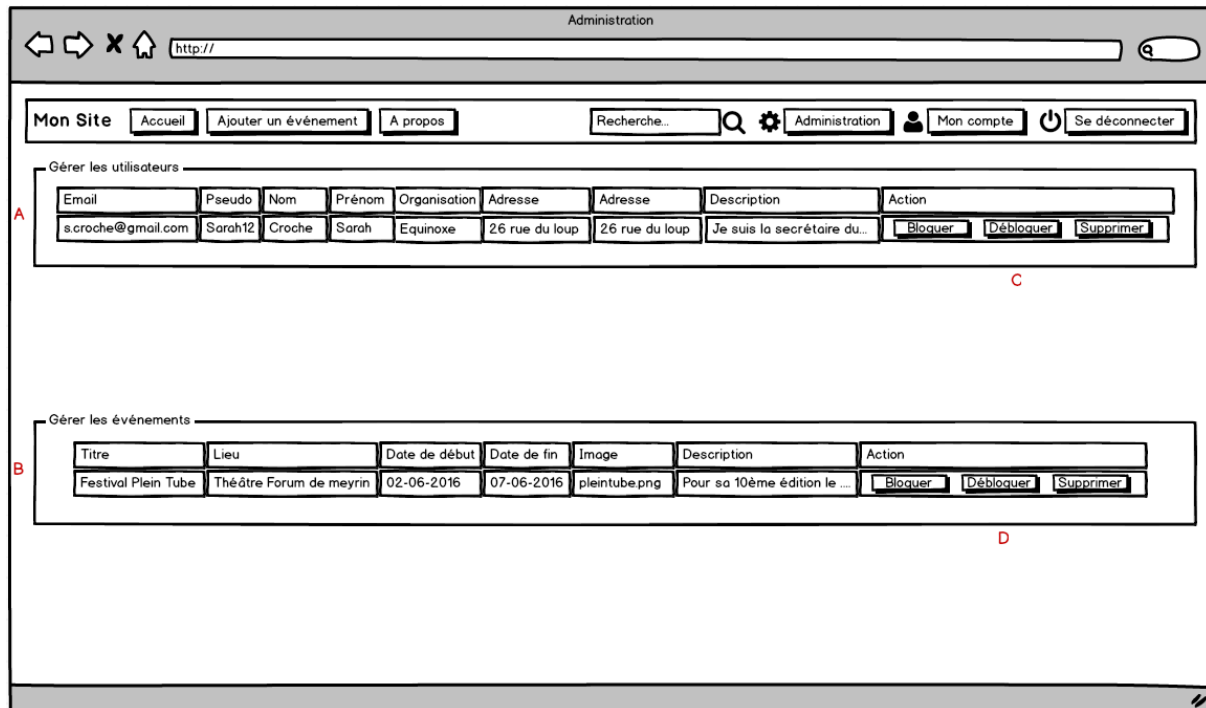 Administration
http://
Mon Site Accueil Ajouter un événement A propos Recherche... Administration Mon compte Se déconnecter
Gérer les utilisateurs
A
Email Pseudo Nom Prénom Organisation Adresse Adresse Description Action
s.croche@gmail.com Sarah12 Croche Sarah Equinoxe 26 rue du loup 26 rue du loup Je suis la secrétaire du... Bloquer Débloquer Supprimer
C
Gérer les événements
B
Titre Lieu Date de début Date de fin Image Description Action
Festival Plein Tube Théâtre Forum de meyrin 02-06-2016 07-06-2016 pleintube.png Pour sa 10ème édition le .... Bloquer Débloquer Supprimer
D